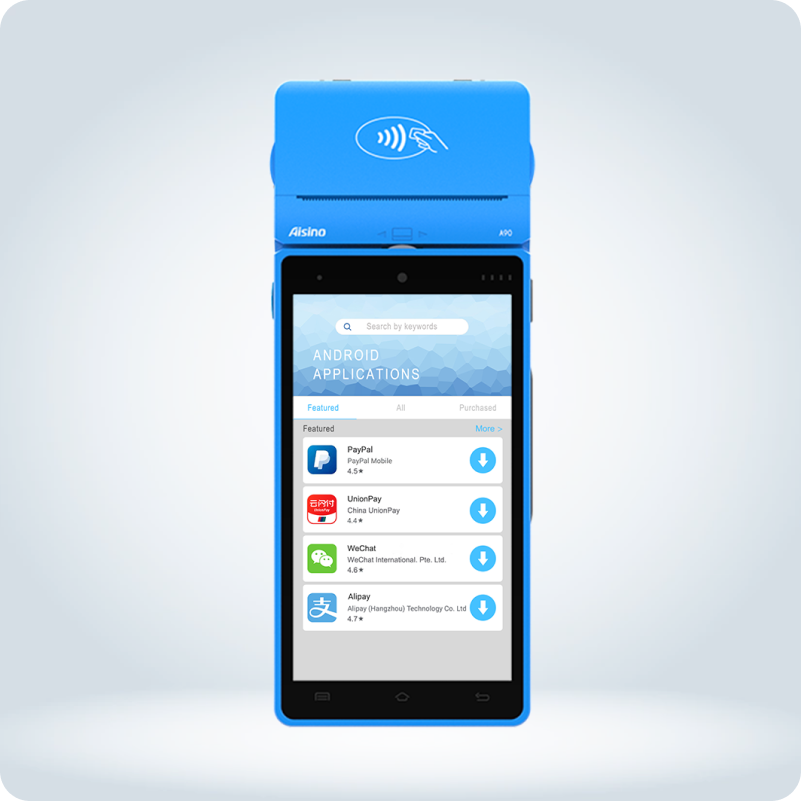 Aisino
A90
Search by keywords
ANDROID
APPLICATIONS
Featured
All
Purchased
Featured
More >
PayPal
PayPal Mobile
4.5★
云闪付
UnionPay
UnionPay
China UnionPay
4.4★
WeChat
WeChat International. Pte. Ltd.
4.6★
支
Alipay
Alipay (Hangzhou) Technology Co. Ltd
4.7★